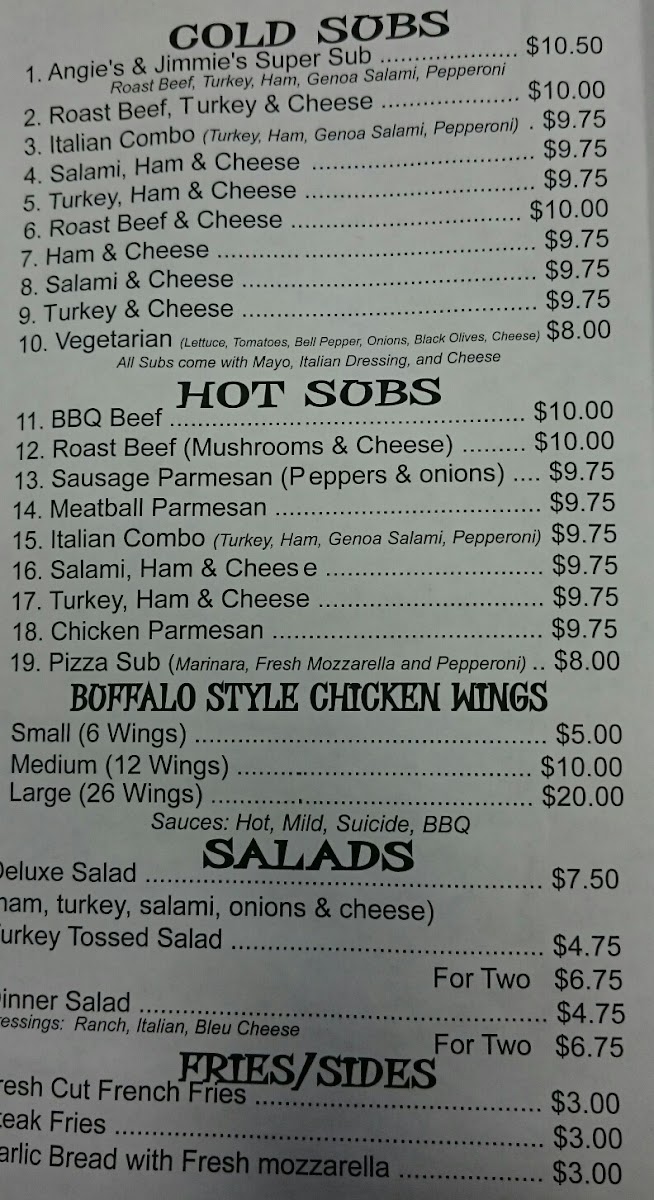 COLD SUBS
1. Angie's & Jimmie's Super Sub ..................... $10.50
Roast Beef, Turkey, Ham, Genoa Salami, Pepperoni
2. Roast Beef, Turkey & Cheese ..................... $10.00
3. Italian Combo (Turkey, Ham, Genoa Salami, Pepperoni) . $9.75
4. Salami, Ham & Cheese ................................. $9.75
5. Turkey, Ham & Cheese ................................. $9.75
6. Roast Beef & Cheese ................................. $10.00
7. Ham & Cheese ............................................. $9.75
8. Salami & Cheese .......................................... $9.75
9. Turkey & Cheese .......................................... $9.75
10. Vegetarian (Lettuce, Tomatoes, Bell Pepper, Onions, Black Olives, Cheese) $8.00
All Subs come with Mayo, Italian Dressing, and Cheese
HOT SUBS
11. BBQ Beef .................................................... $10.00
12. Roast Beef (Mushrooms & Cheese) ......... $10.00
13. Sausage Parmesan (Peppers & onions) .... $9.75
14. Meatball Parmesan ...................................... $9.75
15. Italian Combo (Turkey, Ham, Genoa Salami, Pepperoni) $9.75
16. Salami, Ham & Cheese ................................ $9.75
17. Turkey, Ham & Cheese ................................. $9.75
18. Chicken Parmesan ....................................... $9.75
19. Pizza Sub (Marinara, Fresh Mozzarella and Pepperoni) .. $8.00
BUFFALO STYLE CHICKEN WINGS
Small (6 Wings) .................................................... $5.00
Medium (12 Wings) ........................................... $10.00
Large (26 Wings) ............................................... $20.00
Sauces: Hot, Mild, Suicide, BBQ
SALADS
Deluxe Salad .......................................................... $7.50
ham, turkey, salami, onions & cheese)
urkey Tossed Salad .............................................. $4.75
For Two $6.75
inner Salad ............................................................ $4.75
essings: Ranch, Italian, Bleu Cheese
For Two $6.75
FRIES/SIDES
resh Cut French Fries .......................................... $3.00
teak Fries ............................................................... $3.00
arlic Bread with Fresh mozzarella ..................... $3.00